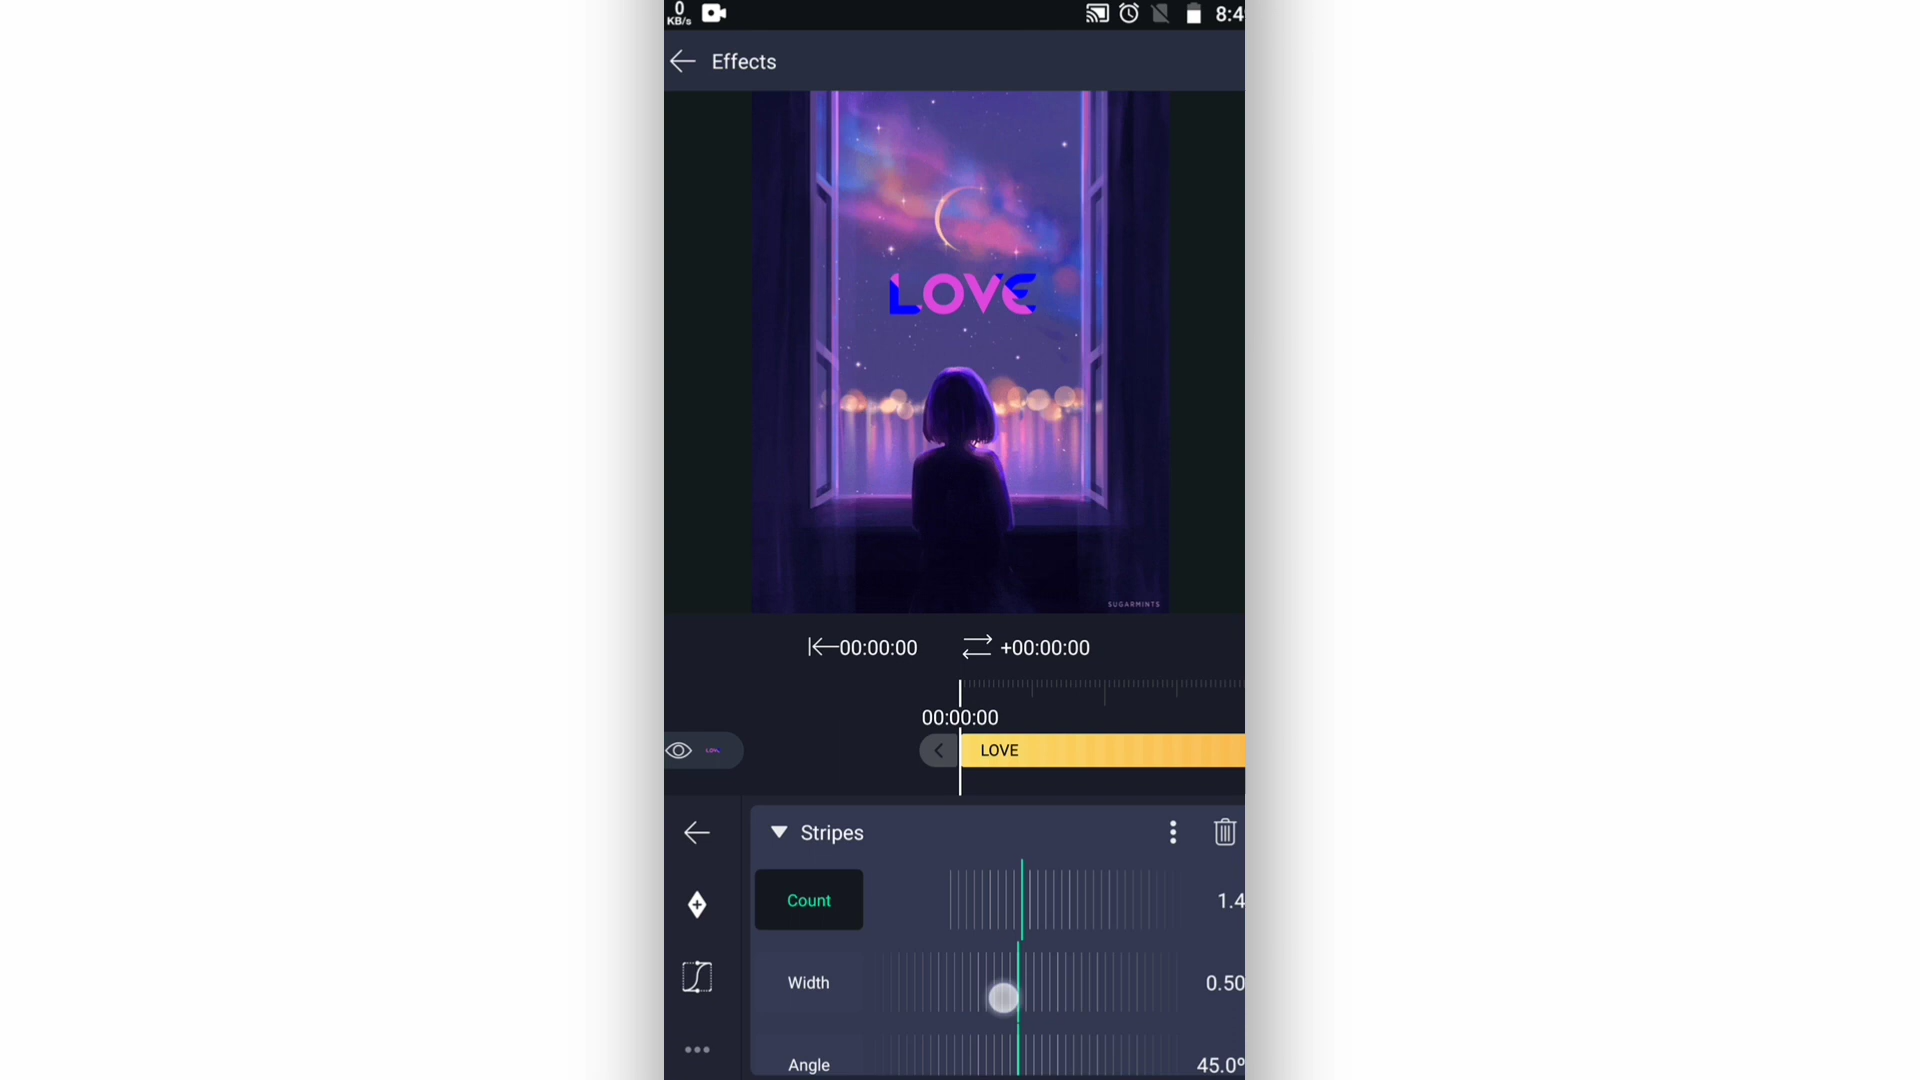 0
KB/s
8:4
Effects
LOVE
SUGARMINTS
00:00:00
+00:00:00
00:00:00
LOVE
LOVE
Stripes
Count
1.4
Width
0.50
Angle
45.0°